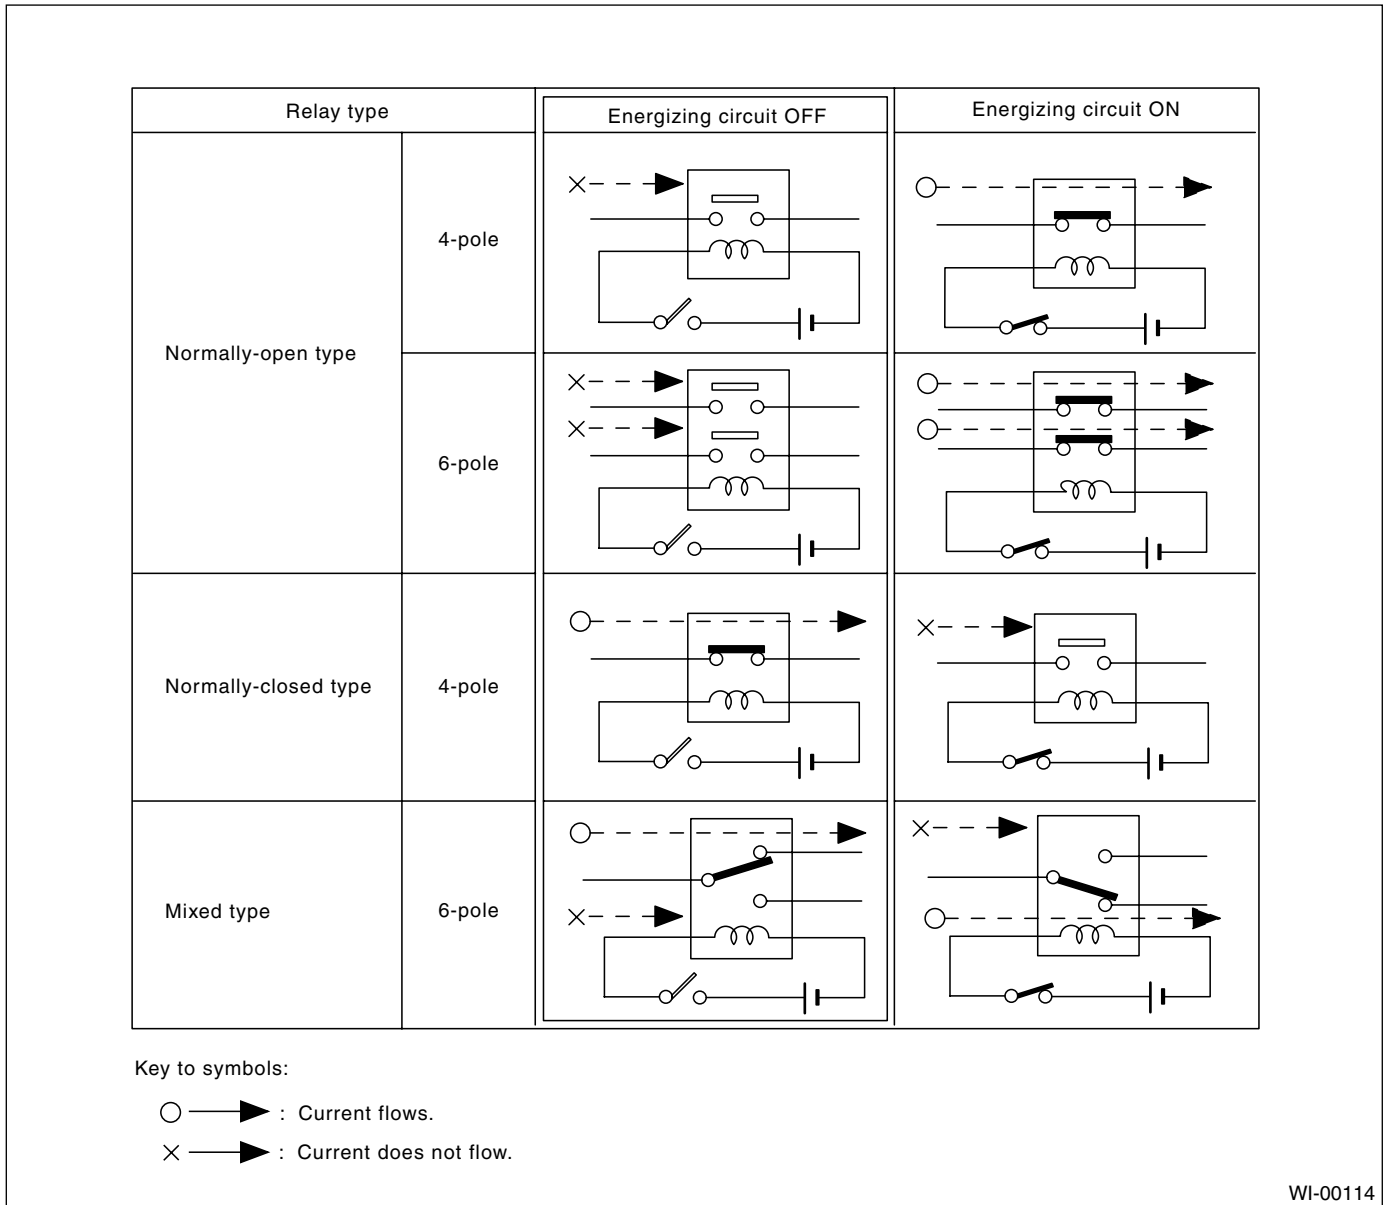 Relay type
Energizing circuit OFF
Energizing circuit ON
Normally-open type
4-pole
6-pole
Normally-closed type
4-pole
Mixed type
6-pole
Key to symbols:
: Current flows.
: Current does not flow.
WI-00114